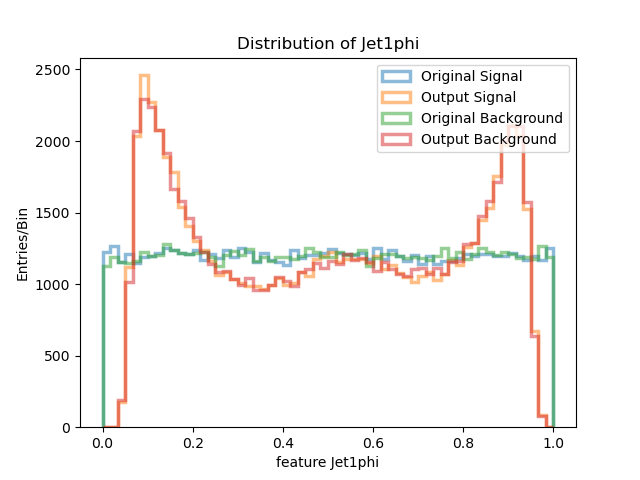 Distribution of Jet1phi
Original Signal
Output Signal
Original Background
Output Background
Entries/Bin
2500
2000
1500
1000
500
0
0.0 0.2 0.4 0.6 0.8 1.0
feature Jet1phi